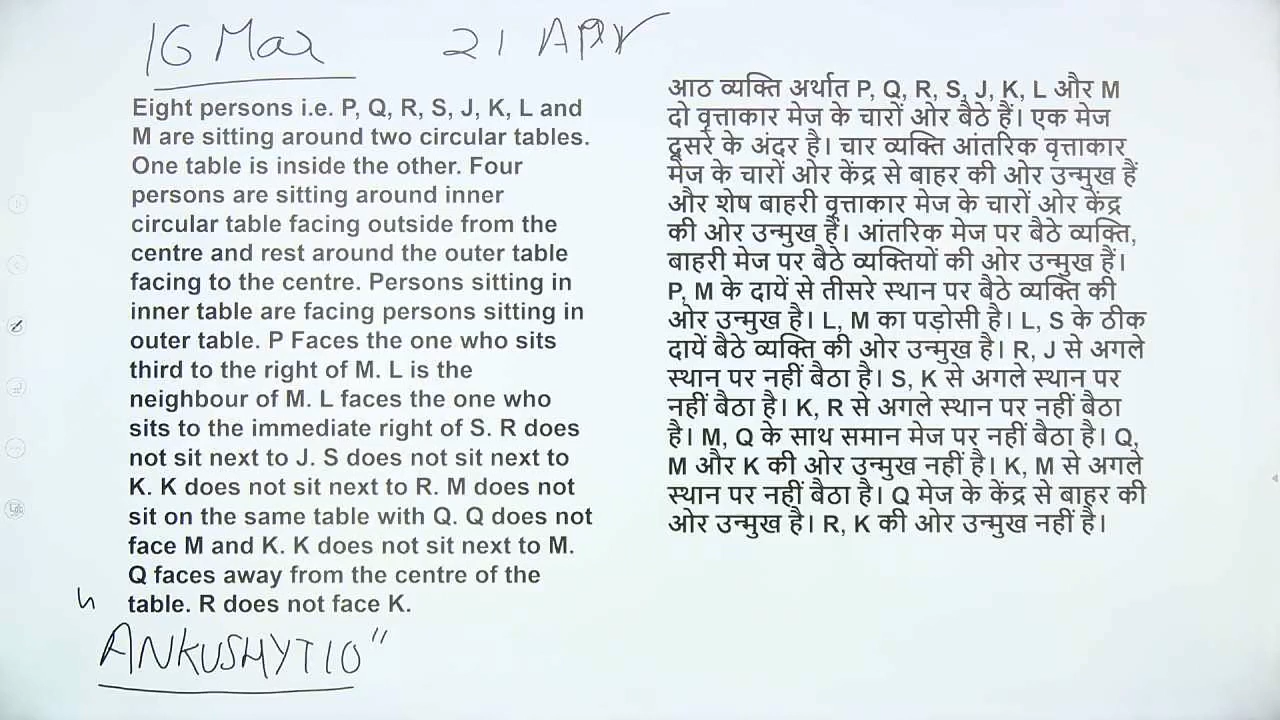 16 Mar 21 Apr
Eight persons i.e. P, Q, R, S, J, K, L and
M are sitting around two circular tables.
One table is inside the other. Four
persons are sitting around inner
circular table facing outside from the
centre and rest around the outer table
facing to the centre. Persons sitting in
inner table are facing persons sitting in
outer table. P Faces the one who sits
third to the right of M. L is the
neighbour of M. L faces the one who
sits to the immediate right of S. R does
not sit next to J. S does not sit next to
K. K does not sit next to R. M does not
sit on the same table with Q. Q does not
face M and K. K does not sit next to M.
Q faces away from the centre of the
table. R does not face K.
ANKUSHYT10"
आठ व्यक्ति अर्थात P, Q, R, S, J, K, L और M
दो वृत्ताकार मेज के चारों ओर बैठे हैं। एक मेज
दूसरे के अंदर है। चार व्यक्ति आंतरिक वृत्ताकार
मेज के चारों ओर केंद्र से बाहर की ओर उन्मुख हैं
और शेष बाहरी वृत्ताकार मेज के चारों ओर केंद्र
की ओर उन्मुख हैं। आंतरिक मेज पर बैठे व्यक्ति,
बाहरी मेज पर बैठे व्यक्तियों की ओर उन्मुख हैं।
P, M के दायें से तीसरे स्थान पर बैठे व्यक्ति की
ओर उन्मुख है। L, M का पड़ोसी है। L, S के ठीक
दायें बैठे व्यक्ति की ओर उन्मुख है। R, J से अगले
स्थान पर नहीं बैठा है। S, K से अगले स्थान पर
नहीं बैठा है। K, R से अगले स्थान पर नहीं बैठा
है। M, Q के साथ समान मेज पर नहीं बैठा है। Q,
M और K की ओर उन्मुख नहीं है। K, M से अगले
स्थान पर नहीं बैठा है। Q मेज के केंद्र से बाहर की
ओर उन्मुख है। R, K की ओर उन्मुख नहीं है।